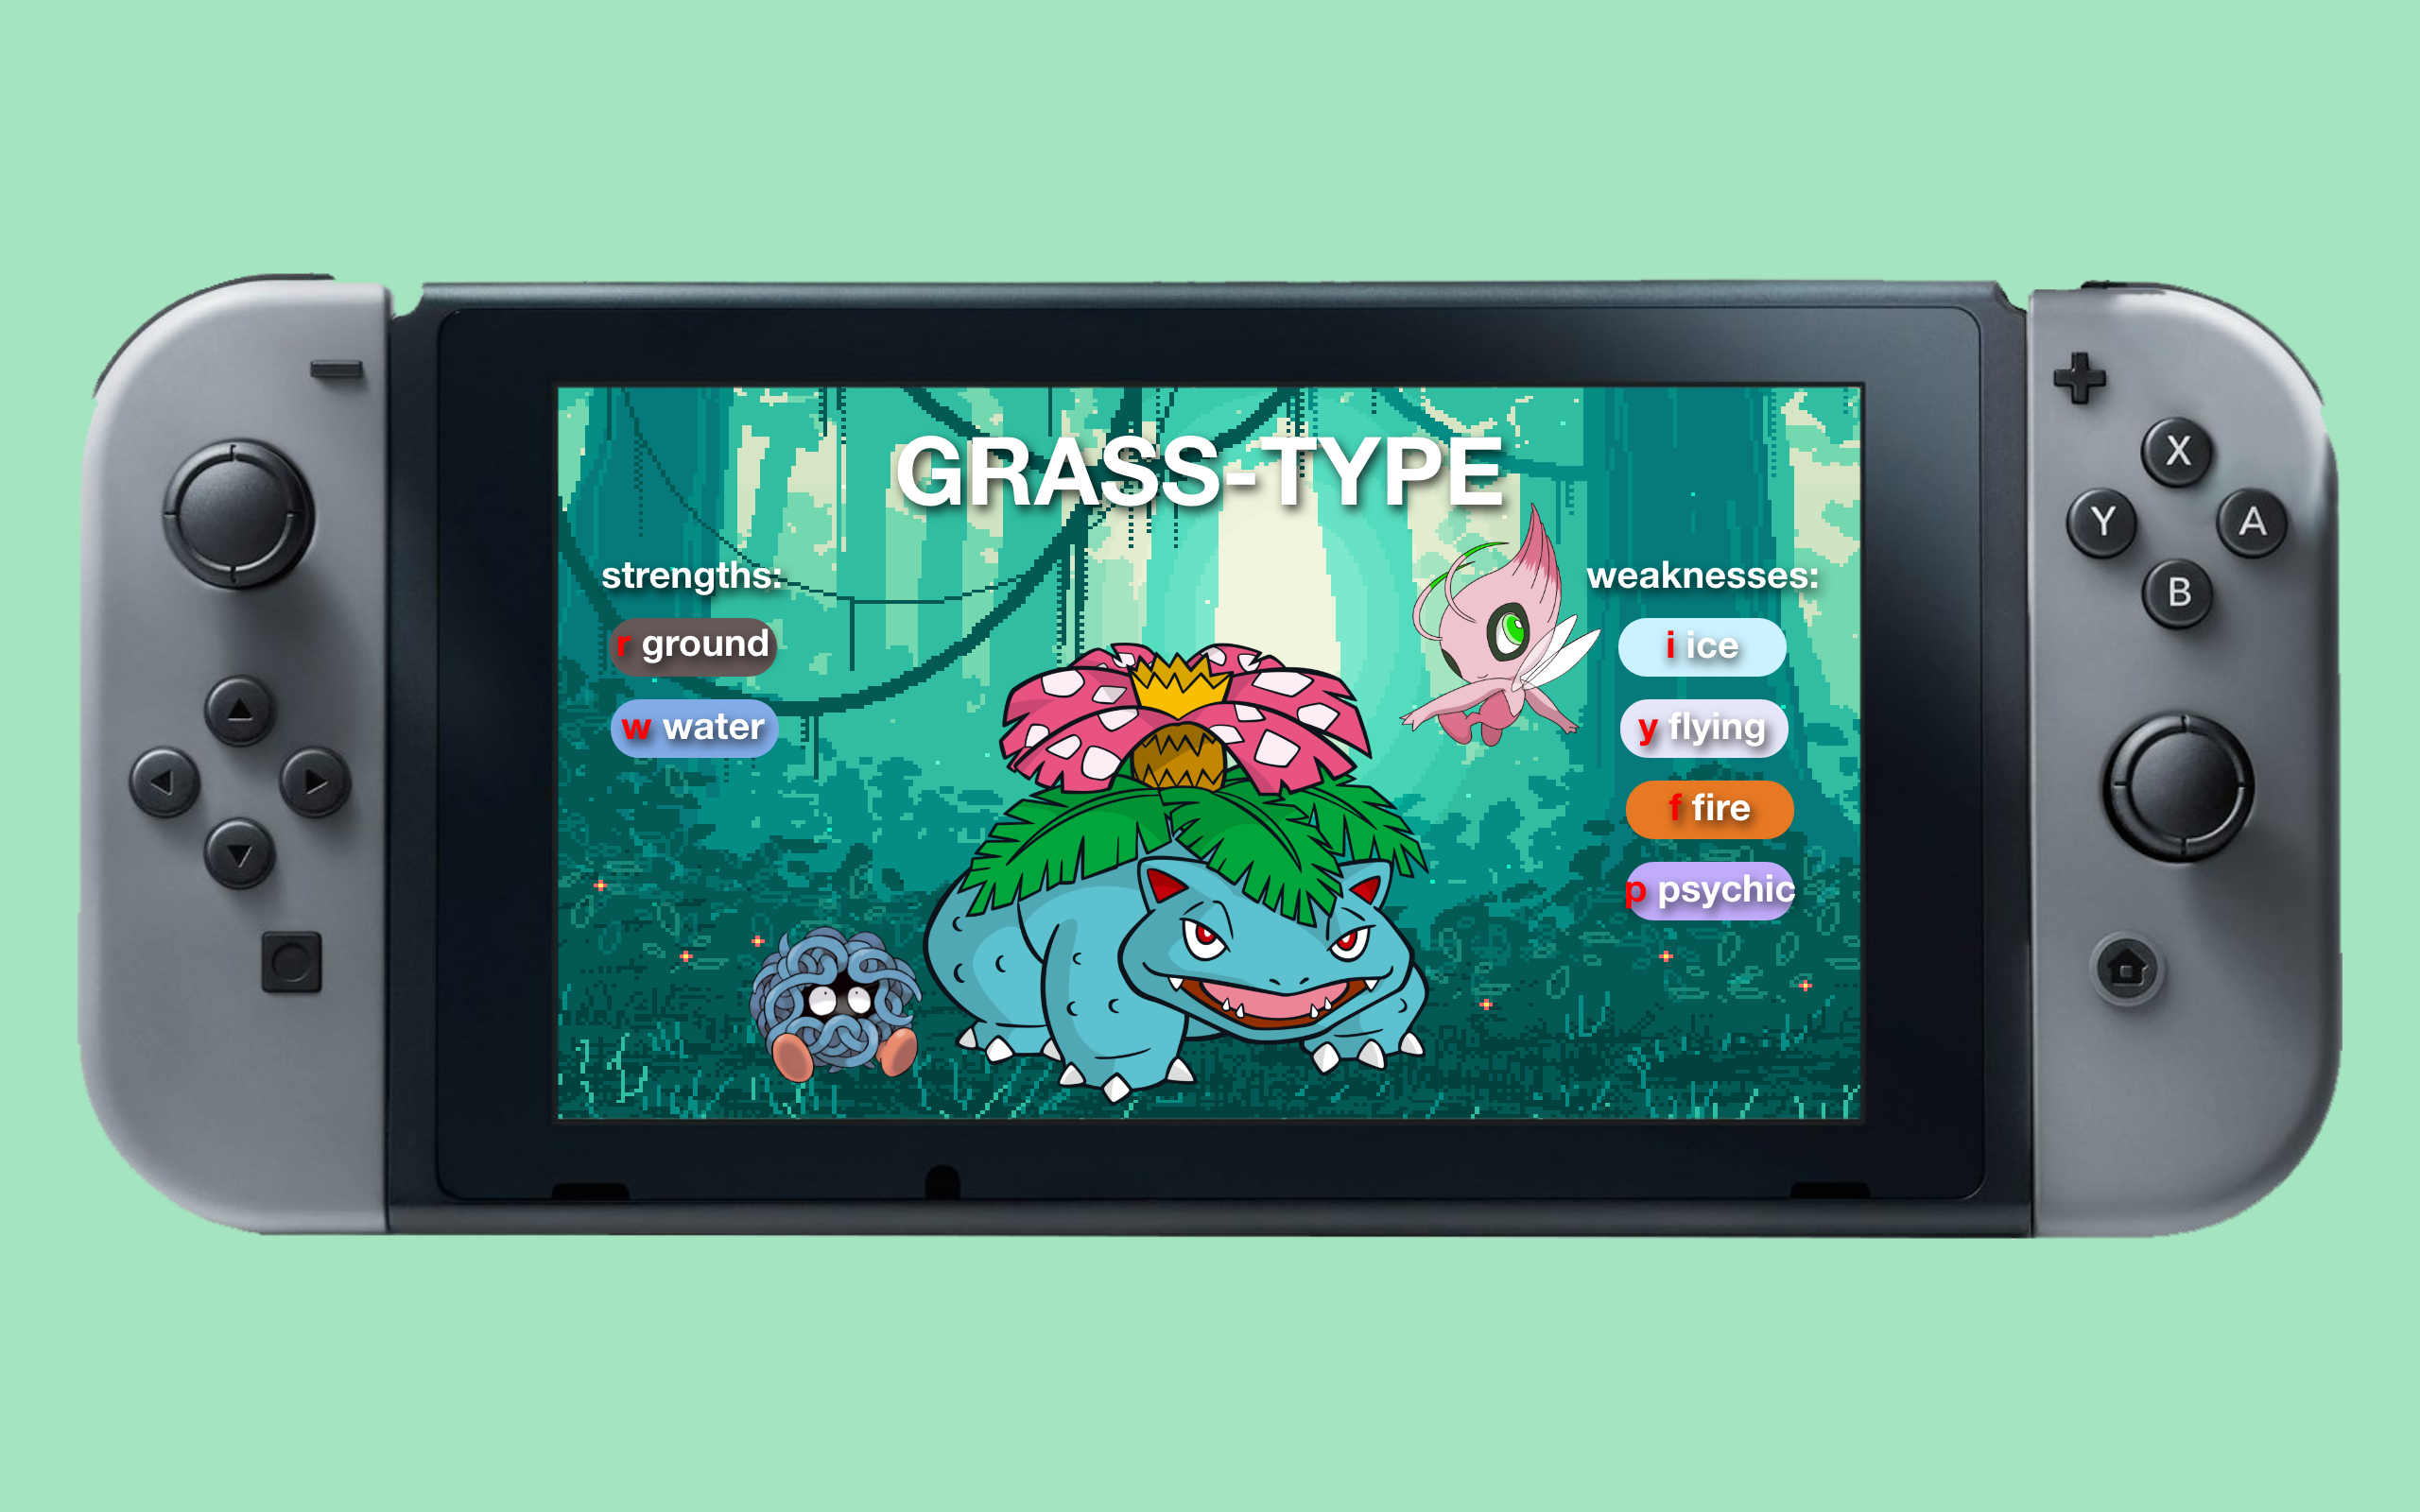 GRASS-TYPE
strengths:
r ground
w water
weaknesses:
i ice
y flying
f fire
p psychic
X
Y
A
B